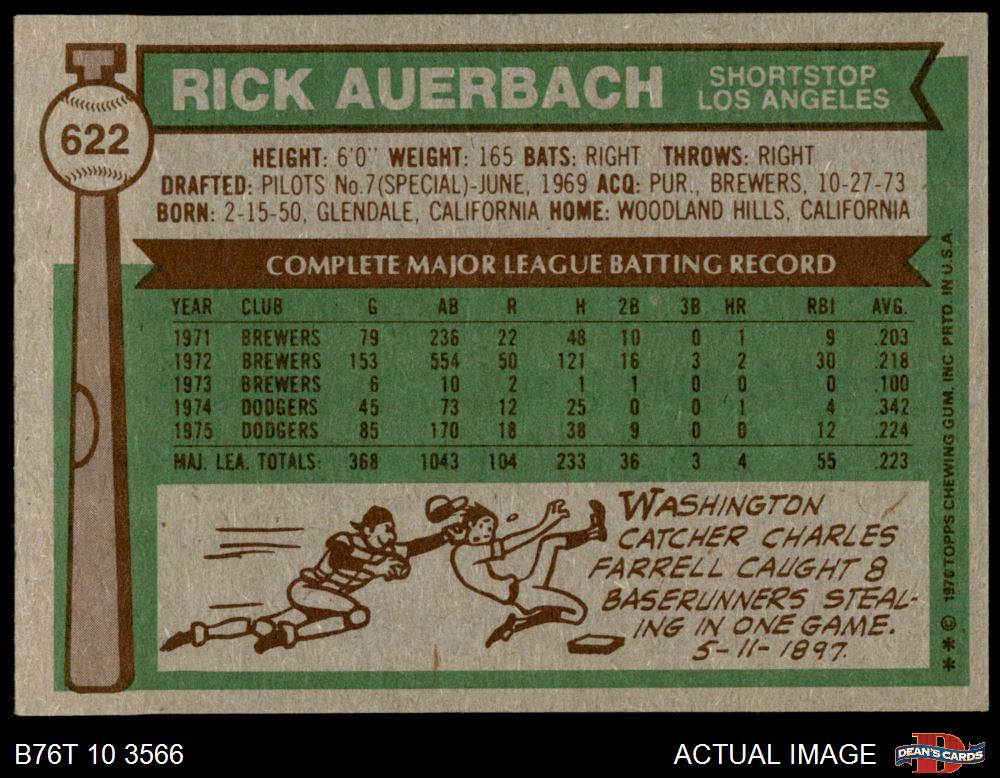 622
RICK AUERBACH
SHORTSTOP
LOS ANGELES
HEIGHT: 6'0" WEIGHT: 165 BATS: RIGHT THROWS: RIGHT
DRAFTED: PILOTS No.7(SPECIAL)-JUNE, 1969 ACQ: PUR., BREWERS, 10-27-73
BORN: 2-15-50, GLENDALE, CALIFORNIA HOME: WOODLAND HILLS, CALIFORNIA
COMPLETE MAJOR LEAGUE BATTING RECORD
YEAR CLUB G AB R H 2B 3B HR RBI AVG.
1971 BREWERS 79 236 22 48 10 0 1 9 .203
1972 BREWERS 153 554 50 121 16 3 2 30 .218
1973 BREWERS 6 10 2 1 1 0 0 0 .100
1974 DODGERS 45 73 12 25 0 0 1 4 .342
1975 DODGERS 85 170 18 38 9 0 0 12 .224
MAJ. LEA. TOTALS: 368 1043 104 233 36 3 4 55 .223
WASHINGTON
CATCHER CHARLES
FARRELL CAUGHT 8
BASERUNNERS STEAL-
ING IN ONE GAME.
5-11-1897.
**© 1976 TOPPS CHEWING GUM, INC. PRTD. IN U.S.A.
B76T 10 3566
ACTUAL IMAGE
DEAN'S CARDS